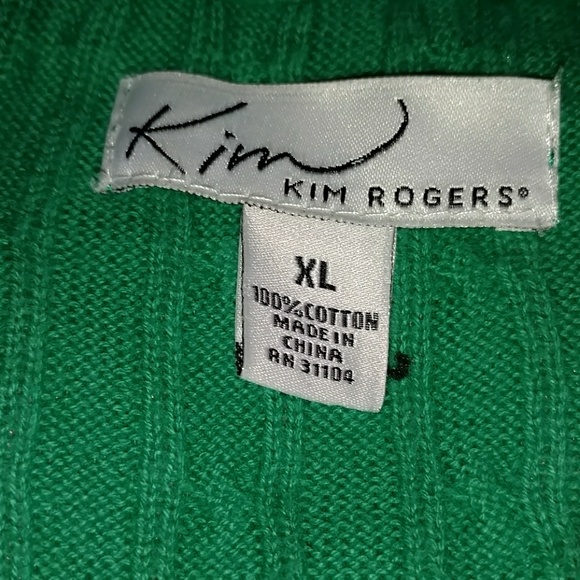 Kim
KIM ROGERS®
XL
100% COTTON
MADE IN
CHINA
RN 31104